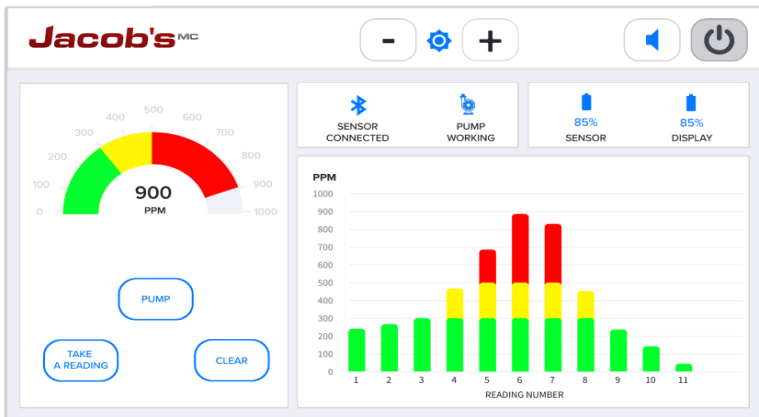 Jacob's MC
- +
500
400 600
300 700
200 800
100 900
0 1000
900
PPM
PUMP
TAKE
A READING
CLEAR
SENSOR
CONNECTED
PUMP
WORKING
85%
SENSOR
85%
DISPLAY
PPM
1000
900
800
700
600
500
400
300
200
100
0
1 2 3 4 5 6 7 8 9 10 11
READING NUMBER